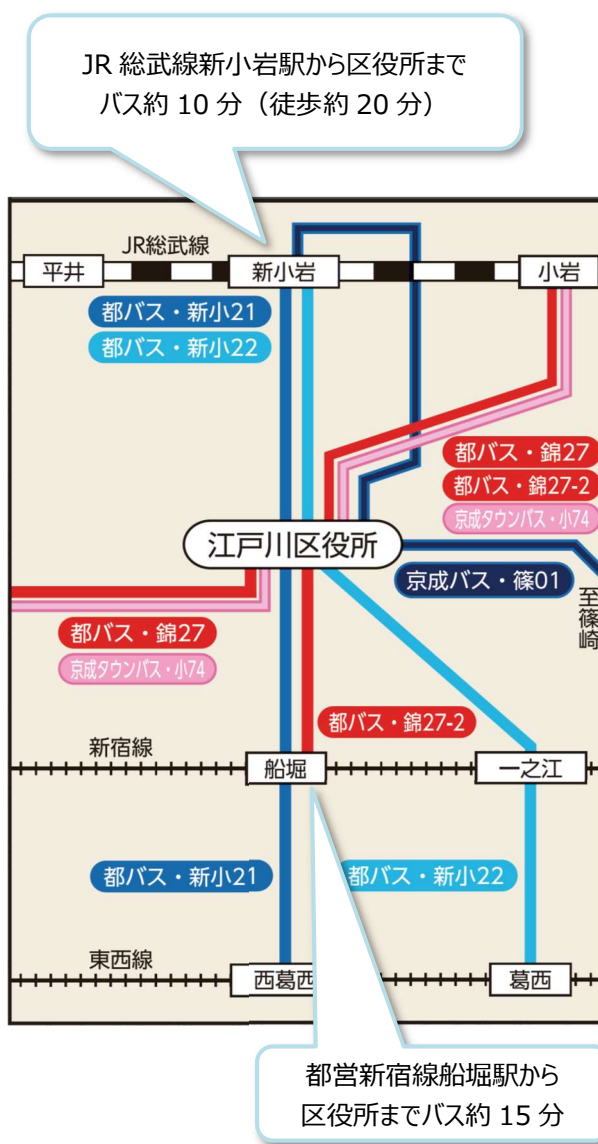 JR 総武線新小岩駅から区役所まで
バス約 10 分（徒歩約 20 分）
JR総武線
平井
新小岩
小岩
都バス・新小21
都バス・新小22
都バス・錦27
都バス・錦27-2
京成タウンバス・小74
江戸川区役所
京成バス・篠01
至篠崎
都バス・錦27
京成タウンバス・小74
都バス・錦27-2
新宿線
船堀
一之江
都バス・新小21
都バス・新小22
東西線
西葛西
葛西
都営新宿線船堀駅から
区役所までバス約 15 分